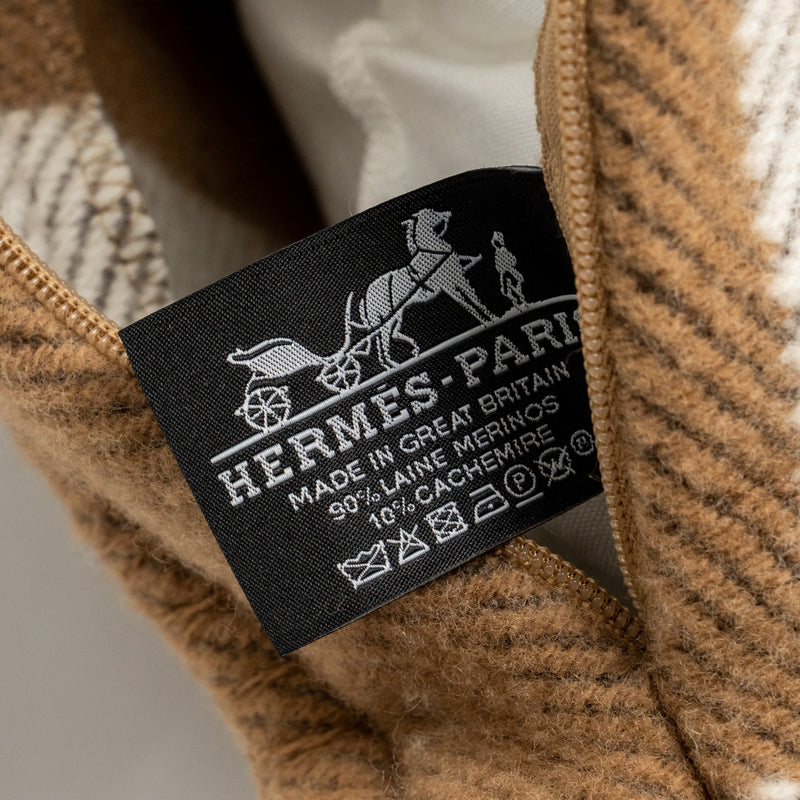 HERMÈS-PARIS
MADE IN GREAT BRITAIN
90% LAINE MERINOS
10% CACHEMIRE
P